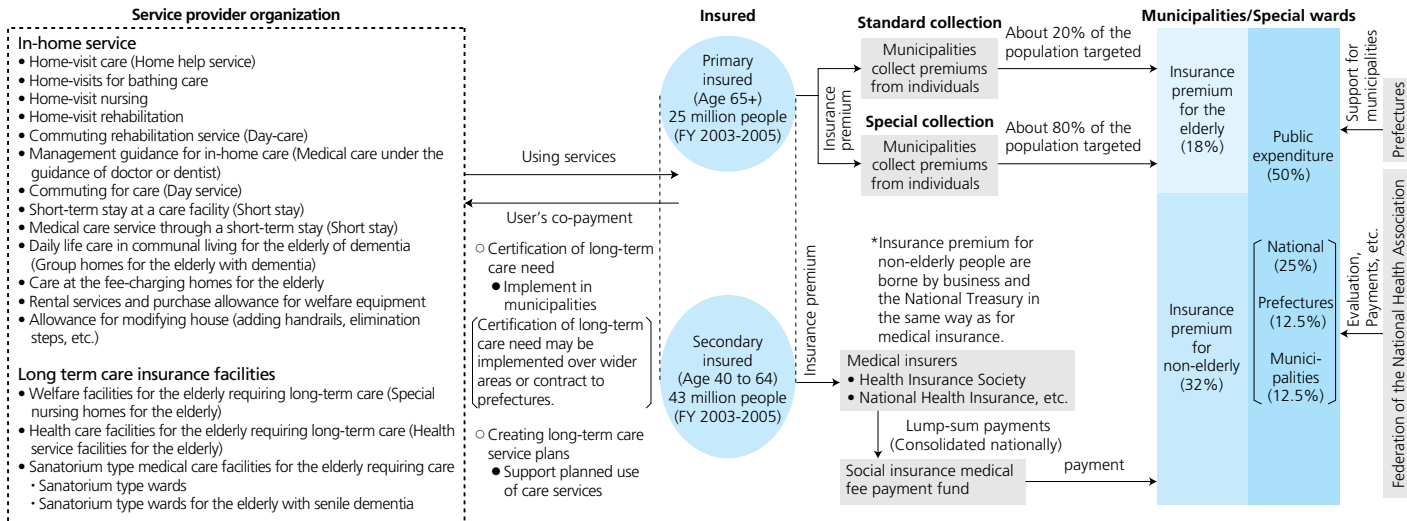 Service provider organization
In-home service
• Home-visit care (Home help service)
• Home-visits for bathing care
• Home-visit nursing
• Home-visit rehabilitation
• Commuting rehabilitation service (Day-care)
• Management guidance for in-home care (Medical care under the
guidance of doctor or dentist)
• Commuting for care (Day service)
• Short-term stay at a care facility (Short stay)
• Medical care service through a short-term stay (Short stay)
• Daily life care in communal living for the elderly of dementia
(Group homes for the elderly with dementia)
• Care at the fee-charging homes for the elderly
• Rental services and purchase allowance for welfare equipment
• Allowance for modifying house (adding handrails, elimination
steps, etc.)
Long term care insurance facilities
• Welfare facilities for the elderly requiring long-term care (Special
nursing homes for the elderly)
• Health care facilities for the elderly requiring long-term care (Health
service facilities for the elderly)
• Sanatorium type medical care facilities for the elderly requiring care
・Sanatorium type wards
・Sanatorium type wards for the elderly with senile dementia
Using services
User's co-payment
○ Certification of long-term
care need
● Implement in
municipalities
Certification of long-term
care need may be
implemented over wider
areas or contract to
prefectures.
○ Creating long-term care
service plans
● Support planned use
of care services
Insured
Primary
insured
(Age 65+)
25 million people
(FY 2003-2005)
Secondary
insured
(Age 40 to 64)
43 million people
(FY 2003-2005)
Insurance
premium
Insurance premium
Standard collection
Municipalities
collect premiums
from individuals
About 20% of the
population targeted
Special collection
Municipalities
collect premiums
from individuals
About 80% of the
population targeted
*Insurance premium for
non-elderly people are
borne by business and
the National Treasury in
the same way as for
medical insurance.
Medical insurers
• Health Insurance Society
• National Health Insurance, etc.
Lump-sum payments
(Consolidated nationally)
Social insurance medical
fee payment fund
payment
Municipalities/Special wards
Insurance
premium
for the
elderly
(18%)
Insurance
premium
for
non-elderly
(32%)
Public
expenditure
(50%)
National
(25%)
Prefectures
(12.5%)
Munici-
palities
(12.5%)
Support for
municipalities
Prefectures
Evaluation,
Payments, etc.
Federation of the National Health Association